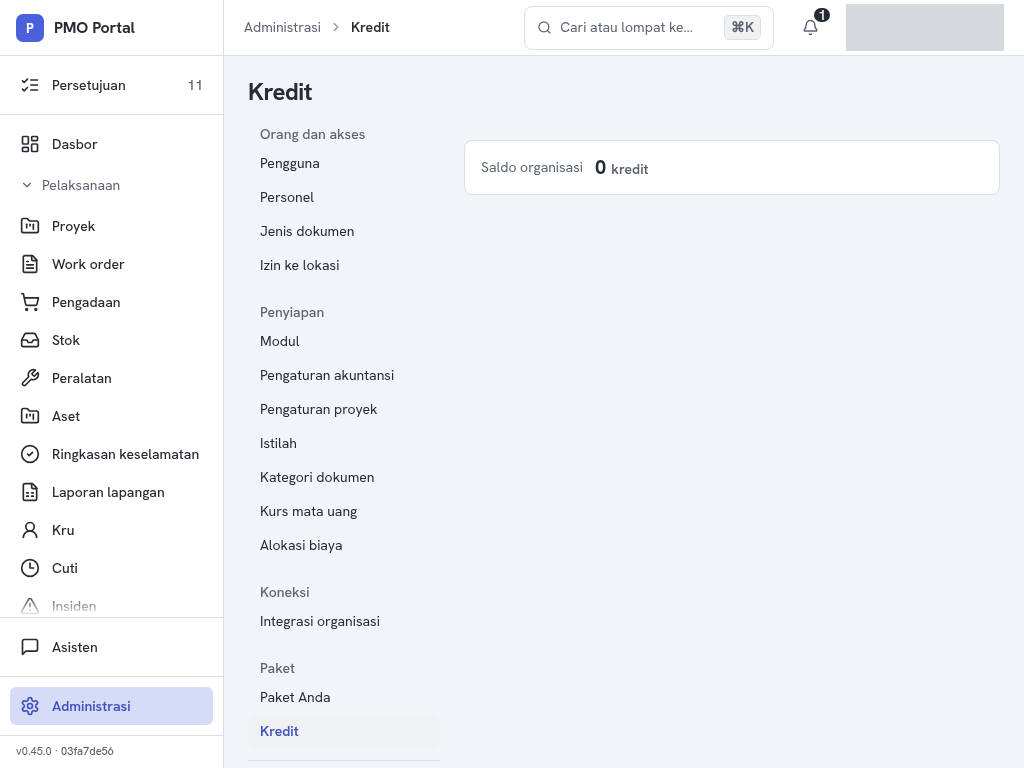 P PMO Portal
Administrasi > Kredit
Cari atau lompat ke…
⌘K
1
Persetujuan 11
Dasbor
Pelaksanaan
Proyek
Work order
Pengadaan
Stok
Peralatan
Aset
Ringkasan keselamatan
Laporan lapangan
Kru
Cuti
Insiden
Asisten
Administrasi
v0.45.0 · 03fa7de56
Kredit
Orang dan akses
Pengguna
Personel
Jenis dokumen
Izin ke lokasi
Penyiapan
Modul
Pengaturan akuntansi
Pengaturan proyek
Istilah
Kategori dokumen
Kurs mata uang
Alokasi biaya
Koneksi
Integrasi organisasi
Paket
Paket Anda
Kredit
Saldo organisasi 0 kredit